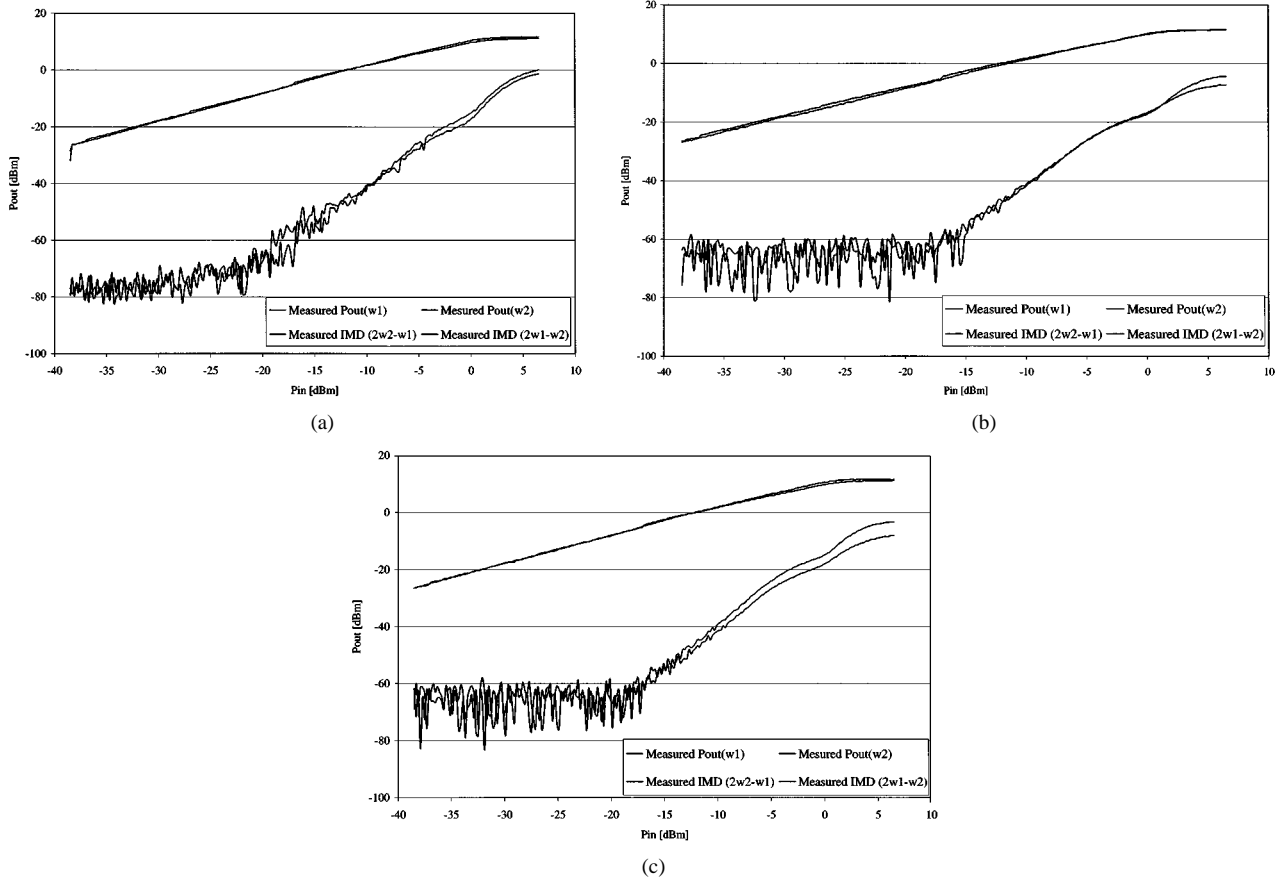 20
0
-20
-40
-60
-80
-100
Pout [dBm]
-40 -35 -30 -25 -20 -15 -10 -5 0 5 10
Pin [dBm]
Measured Pout(w1) Mesured Pout(w2)
Measured IMD (2w2-w1) Measured IMD (2w1-w2)
(a)
20
0
-20
-40
-60
-80
-100
Pout [dBm]
-40 -35 -30 -25 -20 -15 -10 -5 0 5 10
Pin [dBm]
Measured Pout(w1) Mesured Pout(w2)
Measured IMD (2w2-w1) Measured IMD (2w1-w2)
(b)
20
0
-20
-40
-60
-80
-100
Pout [dBm]
-40 -35 -30 -25 -20 -15 -10 -5 0 5 10
Pin [dBm]
Measured Pout(w1) Mesured Pout(w2)
Measured IMD (2w2-w1) Measured IMD (2w1-w2)
(c)